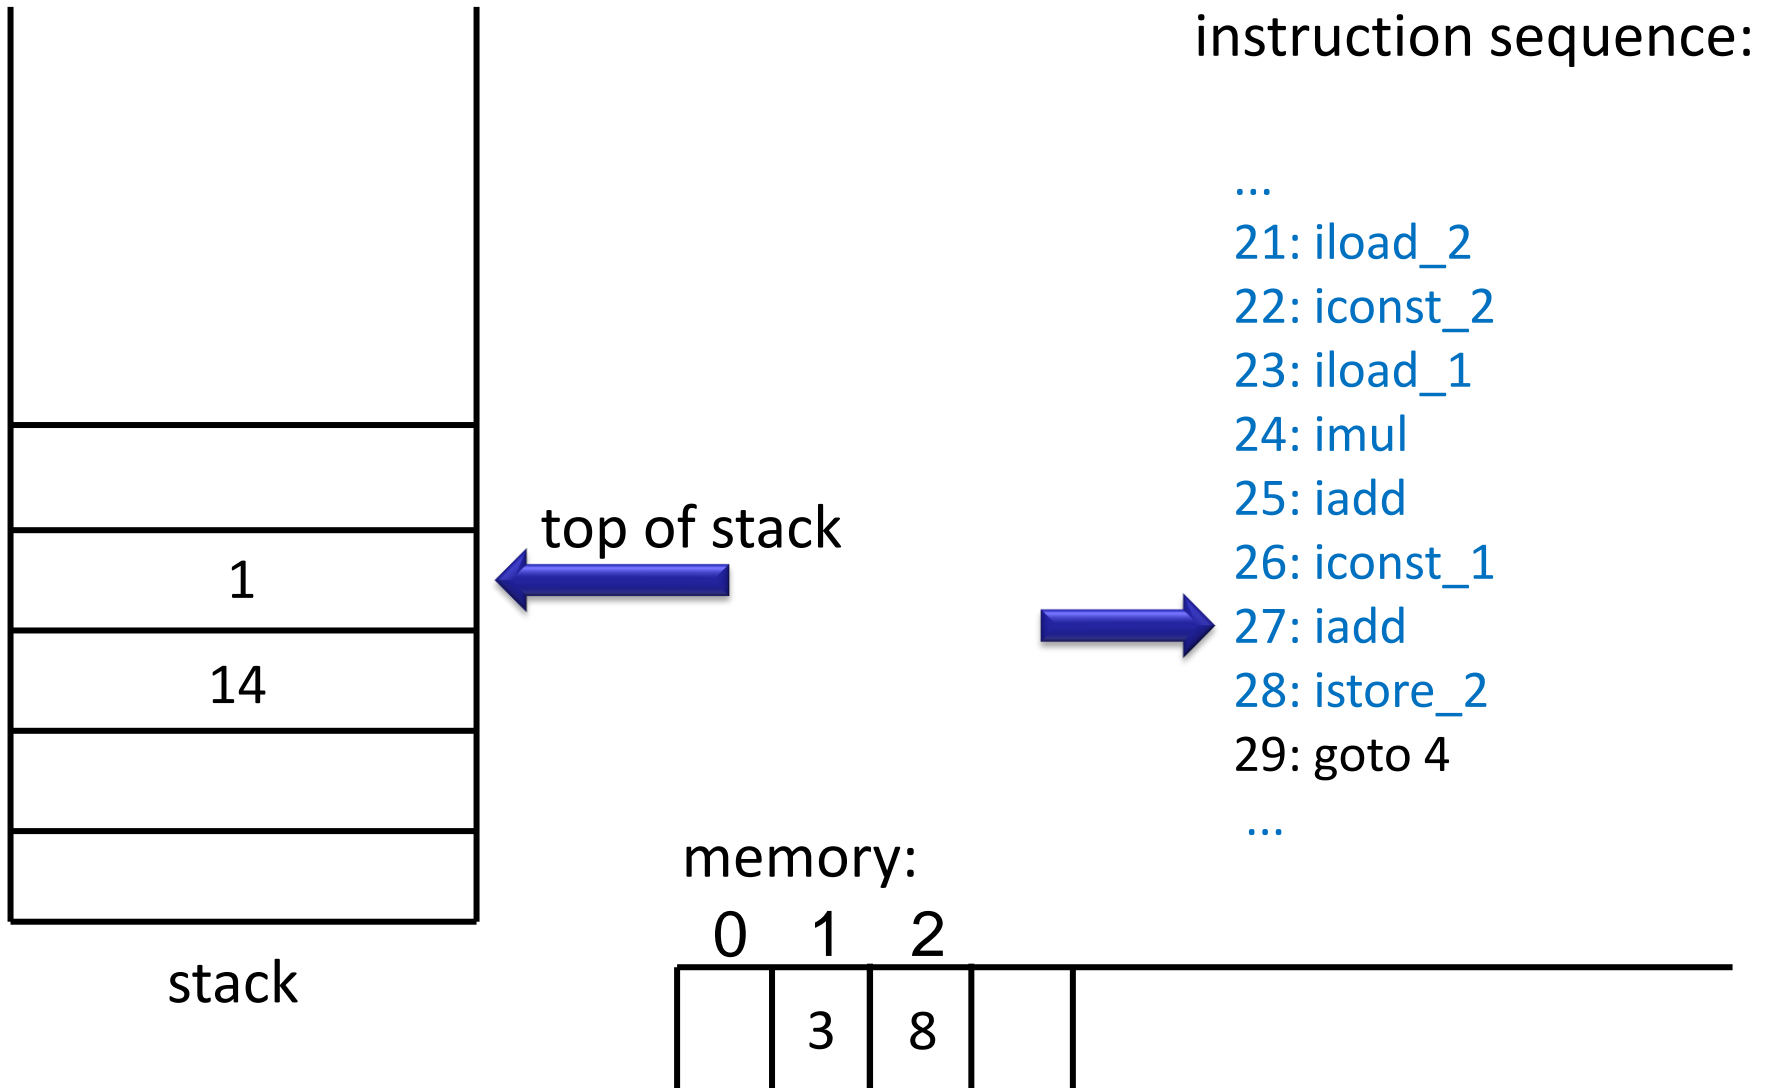 instruction sequence:
...
21: iload_2
22: iconst_2
23: iload_1
24: imul
25: iadd
26: iconst_1
27: iadd
28: istore_2
29: goto 4
...
top of stack
1
14
stack
memory:
0 1 2
3 8